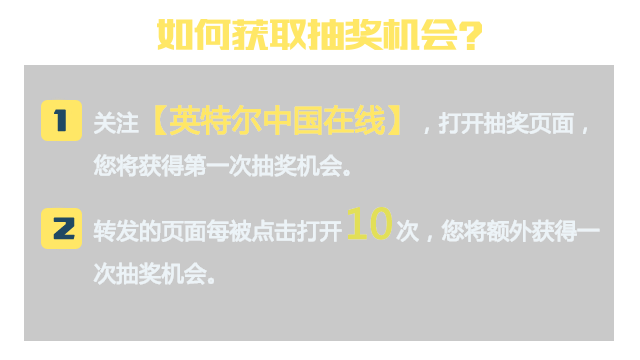 如何获取抽奖机会?
1 关注【英特尔中国在线】，打开抽奖页面，
您将获得第一次抽奖机会。
2 转发的页面每被点击打开10次，您将额外获得一
次抽奖机会。